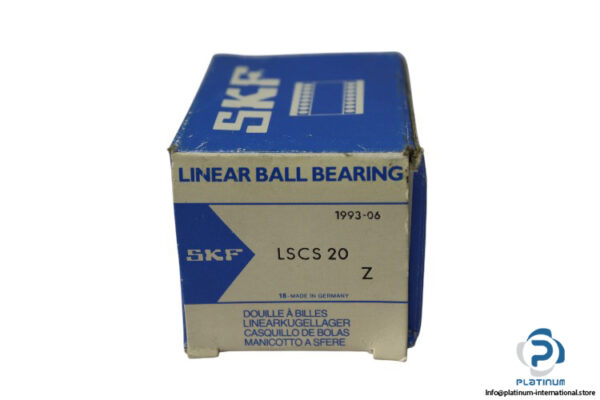 SKF
LINEAR BALL BEARING
1993-06
SKF
LSCS 20
Z
18-MADE IN GERMANY
DOUILLE À BILLES
LINEARKUGELLAGER
CASQUILLO DE BOLAS
MANICOTTO A SFERE
PLATINUM
Info@platinum-international.store